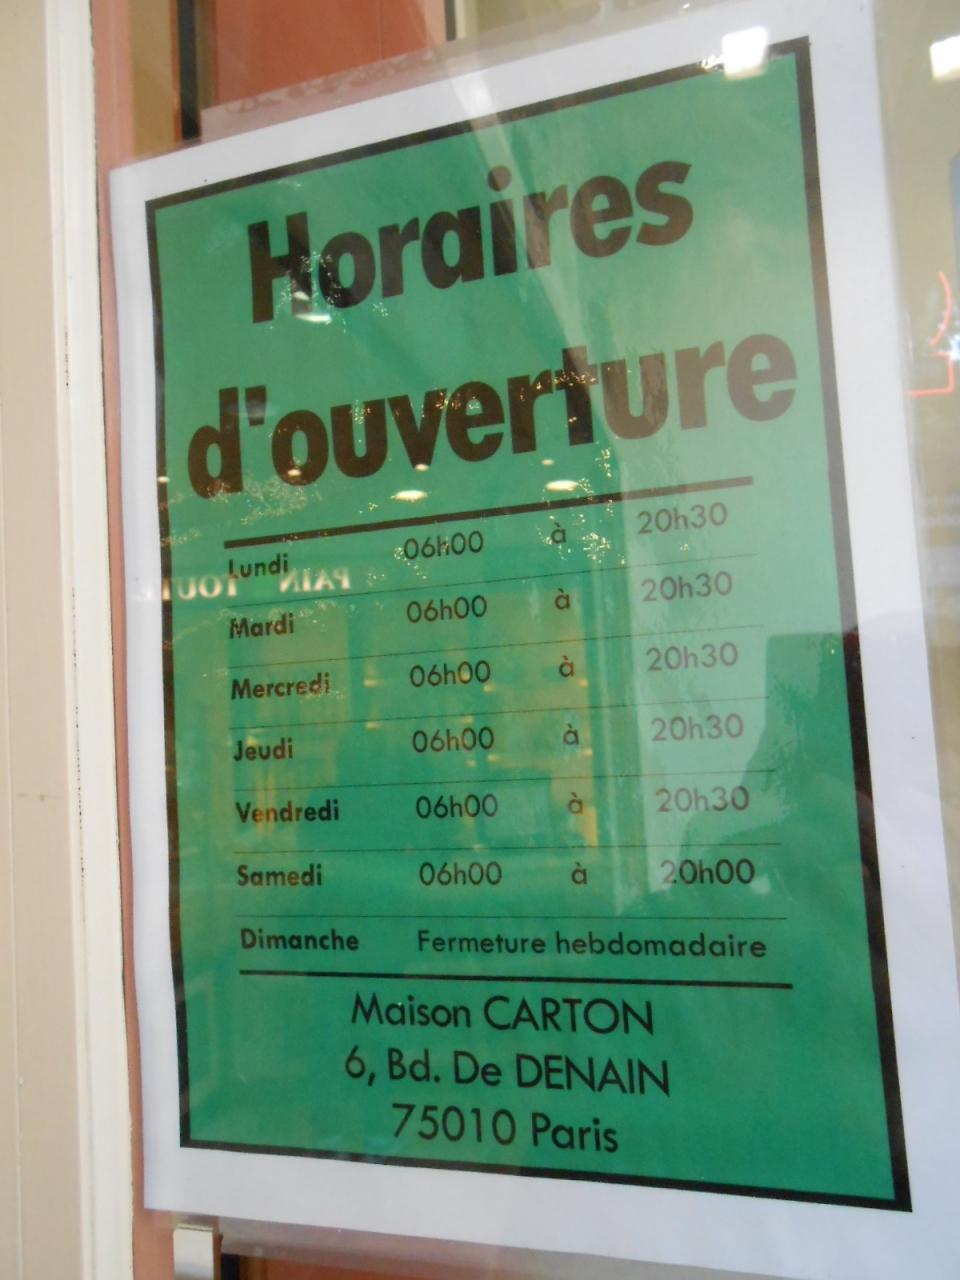 Horaires
d'ouverture
Lundi 06h00 à 20h30
Mardi 06h00 à 20h30
Mercredi 06h00 à 20h30
Jeudi 06h00 à 20h30
Vendredi 06h00 à 20h30
Samedi 06h00 à 20h00
Dimanche Fermeture hebdomadaire
Maison CARTON
6, Bd. De DENAIN
75010 Paris
PAIN